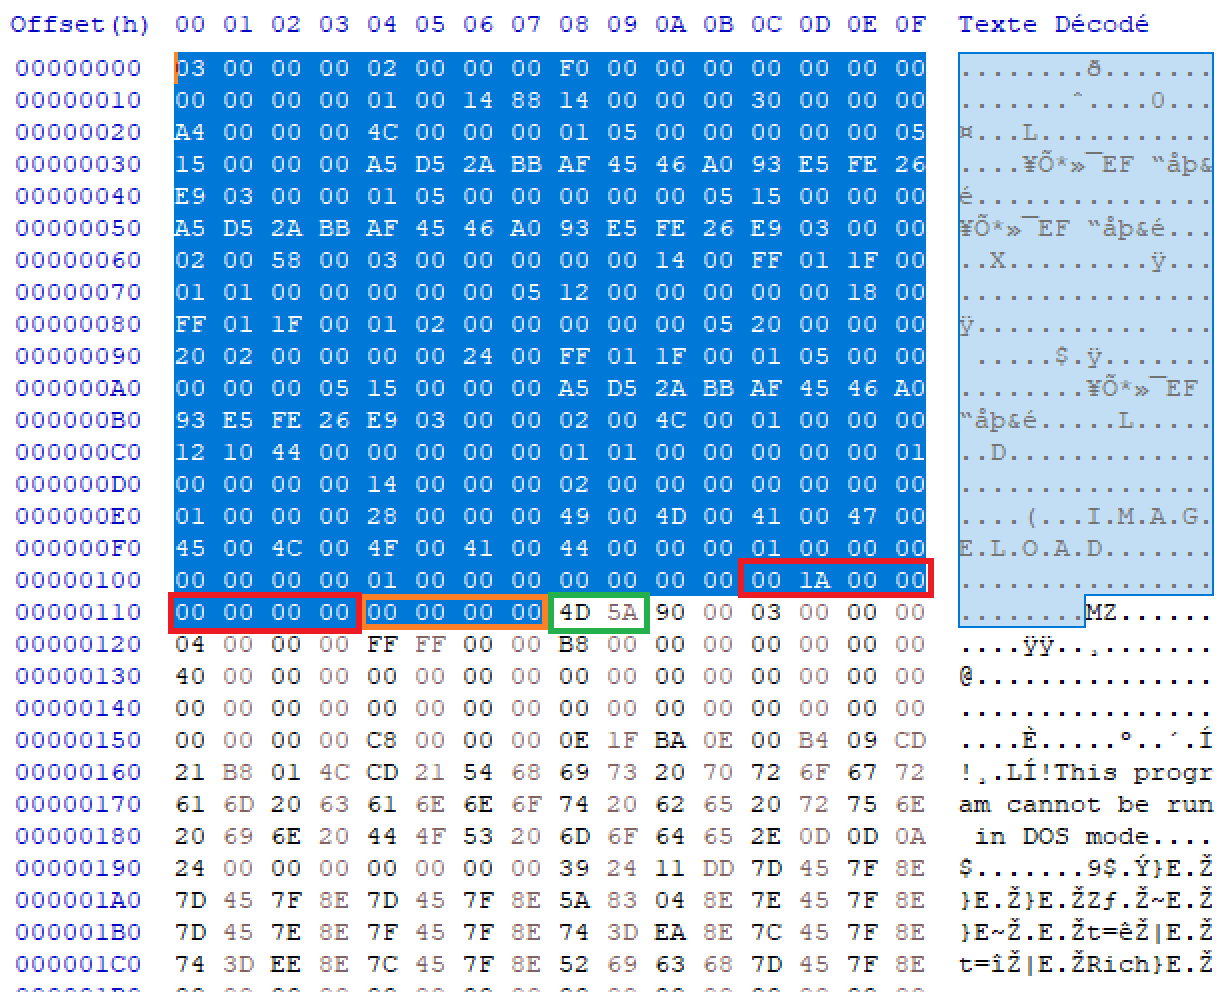 Offset(h) 00 01 02 03 04 05 06 07 08 09 0A 0B 0C 0D 0E 0F Texte Décodé
00000000 03 00 00 00 02 00 00 00 F0 00 00 00 00 00 00 00 ........ð.......
00000010 00 00 00 00 01 00 14 88 14 00 00 00 30 00 00 00 .......ˆ....0...
00000020 A4 00 00 00 4C 00 00 00 01 05 00 00 00 00 00 05 ¤...L...........
00000030 15 00 00 00 A5 D5 2A BB AF 45 46 A0 93 E5 FE 26 ....¥Õ*»¯EF “åþ&
00000040 E9 03 00 00 01 05 00 00 00 00 00 05 15 00 00 00 é...............
00000050 A5 D5 2A BB AF 45 46 A0 93 E5 FE 26 E9 03 00 00 ¥Õ*»¯EF “åþ&é...
00000060 02 00 58 00 03 00 00 00 00 00 14 00 FF 01 1F 00 ..X.........ÿ...
00000070 01 01 00 00 00 00 00 05 12 00 00 00 00 00 18 00 ................
00000080 FF 01 1F 00 01 02 00 00 00 00 00 05 20 00 00 00 ÿ........... ...
00000090 20 02 00 00 00 00 24 00 FF 01 1F 00 01 05 00 00 .....$.ÿ.......
000000A0 00 00 00 05 15 00 00 00 A5 D5 2A BB AF 45 46 A0 ........¥Õ*»¯EF
000000B0 93 E5 FE 26 E9 03 00 00 02 00 4C 00 01 00 00 00 “åþ&é.....L.....
000000C0 12 10 44 00 00 00 00 00 01 01 00 00 00 00 00 01 ..D.............
000000D0 00 00 00 00 14 00 00 00 02 00 00 00 00 00 00 00 ................
000000E0 01 00 00 00 28 00 00 00 49 00 4D 00 41 00 47 00 ....(...I.M.A.G.
000000F0 45 00 4C 00 4F 00 41 00 44 00 00 00 01 00 00 00 E.L.O.A.D.......
00000100 00 00 00 00 01 00 00 00 00 00 00 00 00 1A 00 00 ................
00000110 00 00 00 00 00 00 00 00 4D 5A 90 00 03 00 00 00 ........MZ......
00000120 04 00 00 00 FF FF 00 00 B8 00 00 00 00 00 00 00 ....ÿÿ..¸.......
00000130 40 00 00 00 00 00 00 00 00 00 00 00 00 00 00 00 @...............
00000140 00 00 00 00 00 00 00 00 00 00 00 00 00 00 00 00 ................
00000150 00 00 00 00 C8 00 00 00 0E 1F BA 0E 00 B4 09 CD ....È.....º..´.Í
00000160 21 B8 01 4C CD 21 54 68 69 73 20 70 72 6F 67 72 !¸.LÍ!This progr
00000170 61 6D 20 63 61 6E 6E 6F 74 20 62 65 20 72 75 6E am cannot be run
00000180 20 69 6E 20 44 4F 53 20 6D 6F 64 65 2E 0D 0D 0A in DOS mode....
00000190 24 00 00 00 00 00 00 00 39 24 11 DD 7D 45 7F 8E $.......9$.Ý}E.Ž
000001A0 7D 45 7F 8E 7D 45 7F 8E 5A 83 04 8E 7E 45 7F 8E }E.Ž}E.ŽZƒ.Ž~E.Ž
000001B0 7D 45 7E 8E 7F 45 7F 8E 74 3D EA 8E 7C 45 7F 8E }E~Ž.E.Žt=êŽ|E.Ž
000001C0 74 3D EE 8E 7C 45 7F 8E 52 69 63 68 7D 45 7F 8E t=îŽ|E.ŽRich}E.Ž